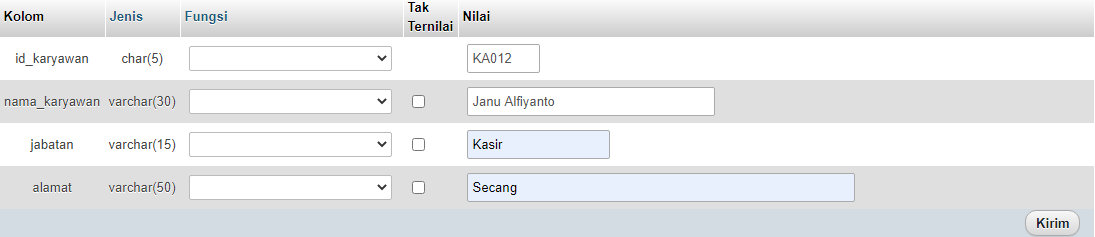 Kolom Jenis Fungsi Tak Ternilai Nilai
id_karyawan char(5) KA012
nama_karyawan varchar(30) Janu Alfiyanto
jabatan varchar(15) Kasir
alamat varchar(50) Secang
Kirim